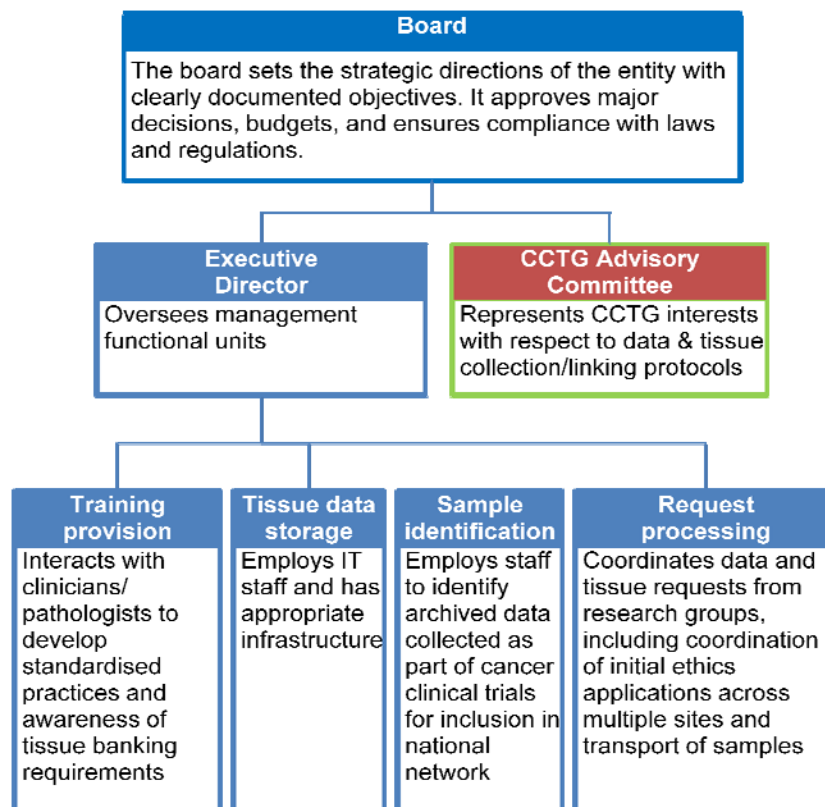 Board
The board sets the strategic directions of the entity with
clearly documented objectives. It approves major
decisions, budgets, and ensures compliance with laws
and regulations.
Executive
Director
Oversees management
functional units
CCTG Advisory
Committee
Represents CCTG interests
with respect to data & tissue
collection/linking protocols
Training
provision
Interacts with
clinicians/
pathologists to
develop
standardised
practices and
awareness of
tissue banking
requirements
Tissue data
storage
Employs IT
staff and has
appropriate
infrastructure
Sample
identification
Employs staff
to identify
archived data
collected as
part of cancer
clinical trials
for inclusion in
national
network
Request
processing
Coordinates data and
tissue requests from
research groups,
including coordination
of initial ethics
applications across
multiple sites and
transport of samples